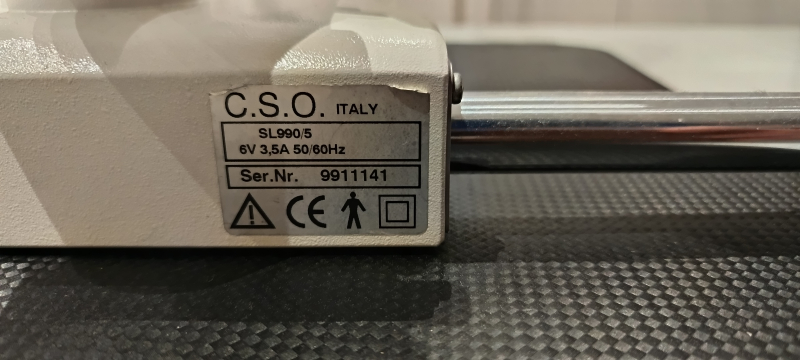 C.S.O. ITALY
SL990/5
6V 3,5A 50/60Hz
Ser.Nr. 9911141
CE